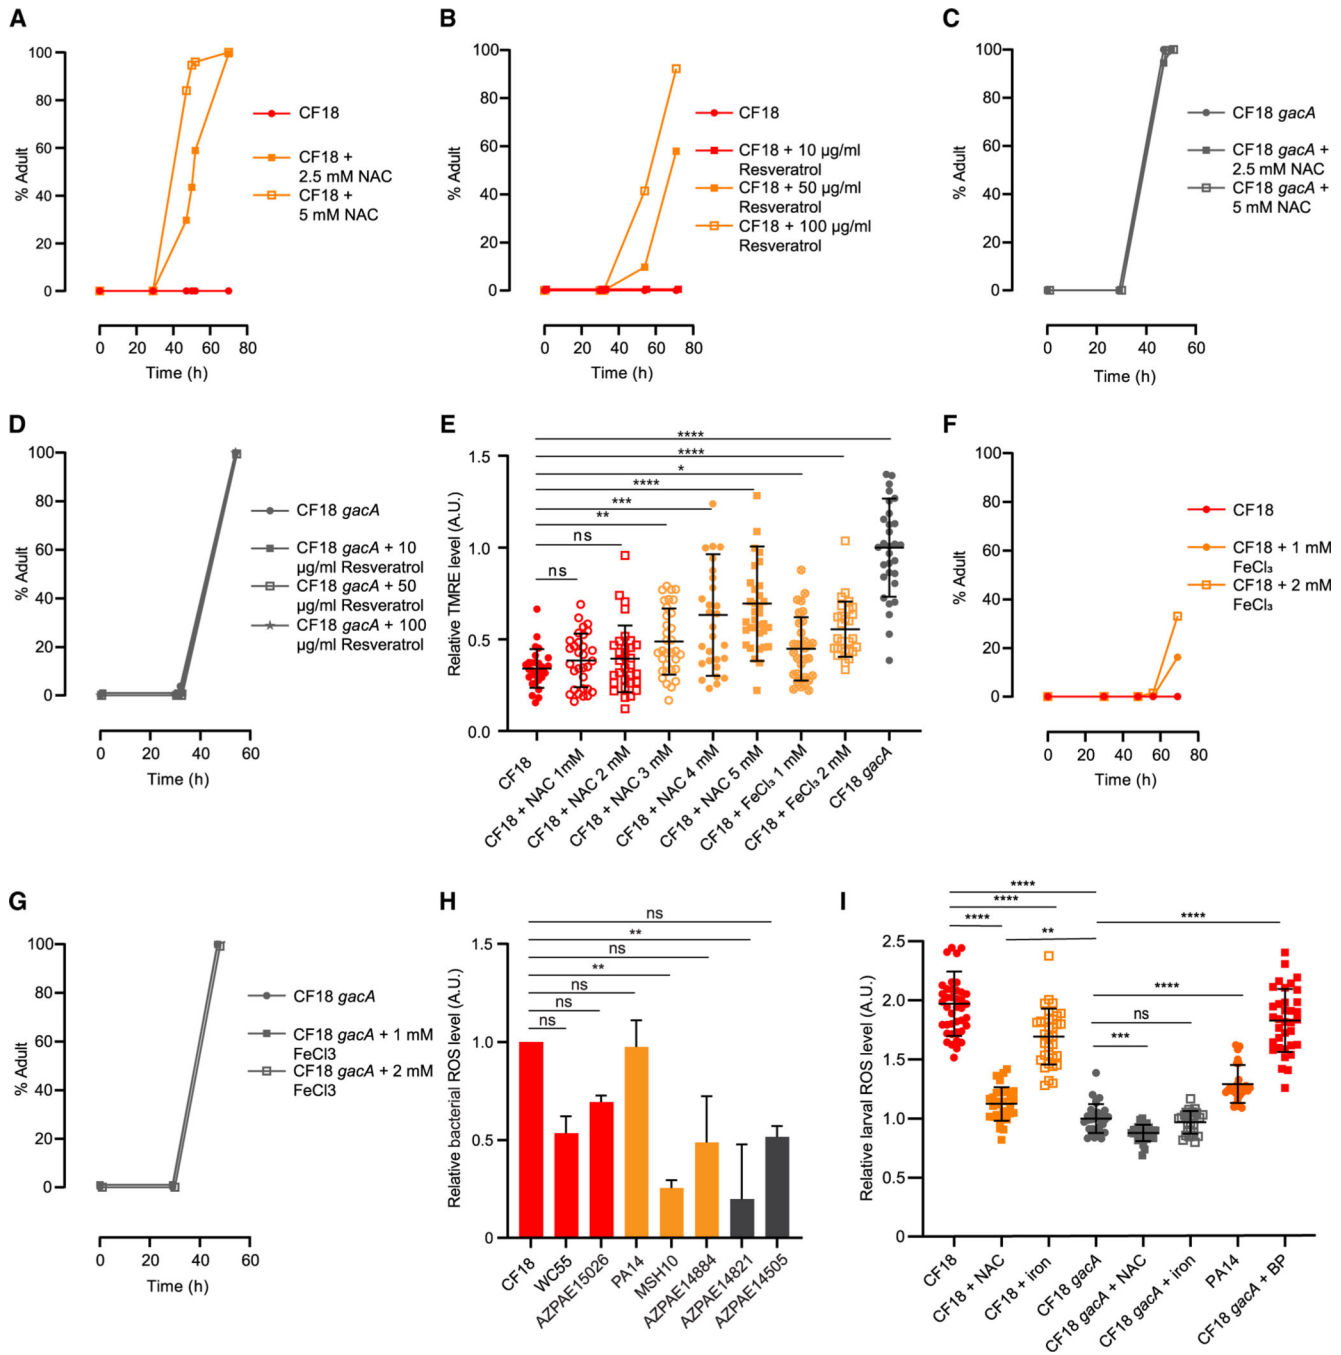 A
100
80
60
40
20
0
% Adult
0 20 40 60 80
Time (h)
CF18
CF18 +
2.5 mM NAC
CF18 +
5 mM NAC
B
100
80
60
40
20
0
% Adult
0 20 40 60 80
Time (h)
CF18
CF18 + 10 µg/ml
Resveratrol
CF18 + 50 µg/ml
Resveratrol
CF18 + 100 µg/ml
Resveratrol
C
100
80
60
40
20
0
% Adult
0 20 40 60
Time (h)
CF18 gacA
CF18 gacA +
2.5 mM NAC
CF18 gacA +
5 mM NAC
D
100
80
60
40
20
0
% Adult
0 20 40 60
Time (h)
CF18 gacA
CF18 gacA + 10
µg/ml Resveratrol
CF18 gacA + 50
µg/ml Resveratrol
CF18 gacA + 100
µg/ml Resveratrol
E
****
****
*
****
***
**
ns
ns
1.5
1.0
0.5
0.0
Relative TMRE level (A.U.)
CF18
CF18 + NAC 1mM
CF18 + NAC 2 mM
CF18 + NAC 3 mM
CF18 + NAC 4 mM
CF18 + NAC 5 mM
CF18 + FeCl₃ 1 mM
CF18 + FeCl₃ 2 mM
CF18 gacA
F
100
80
60
40
20
0
% Adult
0 20 40 60 80
Time (h)
CF18
CF18 + 1 mM
FeCl₃
CF18 + 2 mM
FeCl₃
G
100
80
60
40
20
0
% Adult
0 20 40 60
Time (h)
CF18 gacA
CF18 gacA + 1 mM
FeCl3
CF18 gacA + 2 mM
FeCl3
H
ns
**
ns
**
ns
ns
ns
1.5
1.0
0.5
0
Relative bacterial ROS level (A.U.)
CF18
WC55
AZPAE15026
PA14
MSH10
AZPAE14884
AZPAE14821
AZPAE14505
I
****
****
****
****
**
****
ns
***
2.5
2.0
1.5
1.0
0.5
0
Relative larval ROS level (A.U.)
CF18
CF18 + NAC
CF18 + iron
CF18 gacA
CF18 gacA + NAC
CF18 gacA + iron
PA14
CF18 gacA + BP